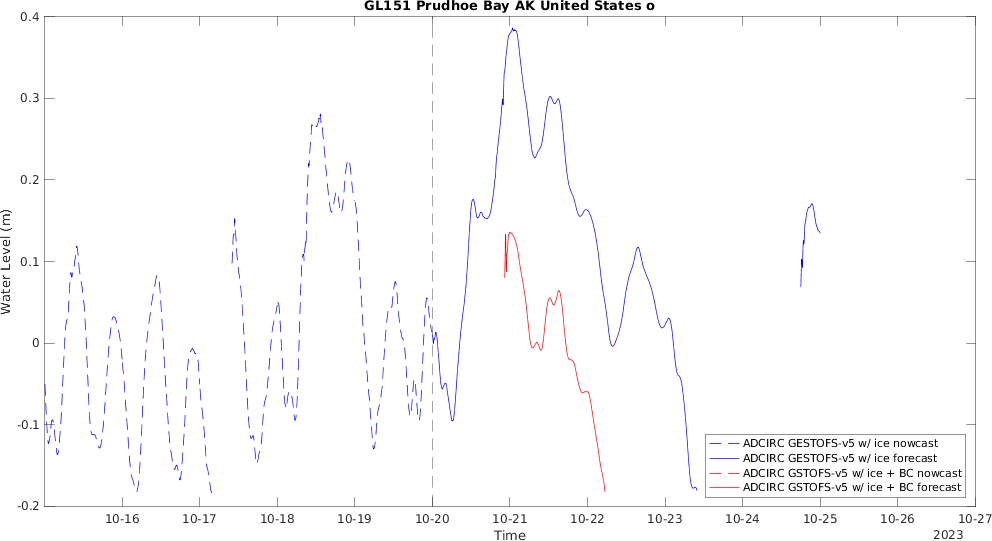 GL151 Prudhoe Bay AK United States o
Water Level (m)
0.4
0.3
0.2
0.1
0
-0.1
-0.2
10-16 10-17 10-18 10-19 10-20 10-21 10-22 10-23 10-24 10-25 10-26 10-27
Time
2023
ADCIRC GESTOFS-v5 w/ ice nowcast
ADCIRC GESTOFS-v5 w/ ice forecast
ADCIRC GSTOFS-v5 w/ ice + BC nowcast
ADCIRC GSTOFS-v5 w/ ice + BC forecast